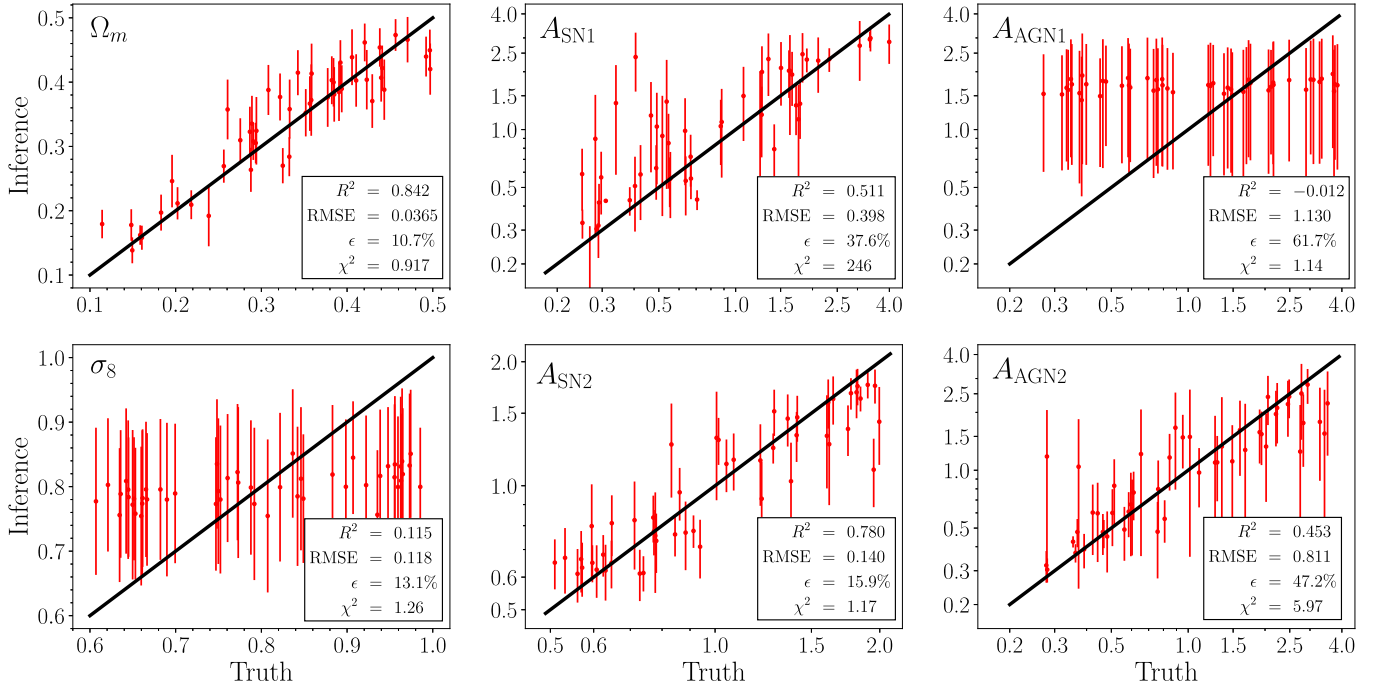 Ω_m
A_SN1
A_AGN1
0.5
0.4
0.3
0.2
0.1
Inference
4.0
2.5
1.0
0.5
0.3
0.2
4.0
2.5
1.0
0.5
0.3
0.2
R² = 0.842
RMSE = 0.0365
ϵ = 10.7%
χ² = 0.917
R² = 0.511
RMSE = 0.398
ϵ = 37.6%
χ² = 246
R² = −0.012
RMSE = 1.130
ϵ = 61.7%
χ² = 1.14
0.1 0.2 0.3 0.4 0.5
0.2 0.3 0.5 1.0 1.5 2.5 4.0
0.2 0.3 0.5 1.0 1.5 2.5 4.0
σ_8
A_SN2
A_AGN2
1.0
0.9
0.8
0.7
0.6
Inference
2.0
1.5
1.0
0.6
0.5
4.0
2.5
1.5
1.0
0.5
0.3
0.2
R² = 0.115
RMSE = 0.118
ϵ = 13.1%
χ² = 1.26
R² = 0.780
RMSE = 0.140
ϵ = 15.9%
χ² = 1.17
R² = 0.453
RMSE = 0.811
ϵ = 47.2%
χ² = 5.97
0.6 0.7 0.8 0.9 1.0
0.5 0.6 1.0 1.5 2.0
0.2 0.3 0.5 1.0 1.5 2.5 4.0
Truth
Truth
Truth